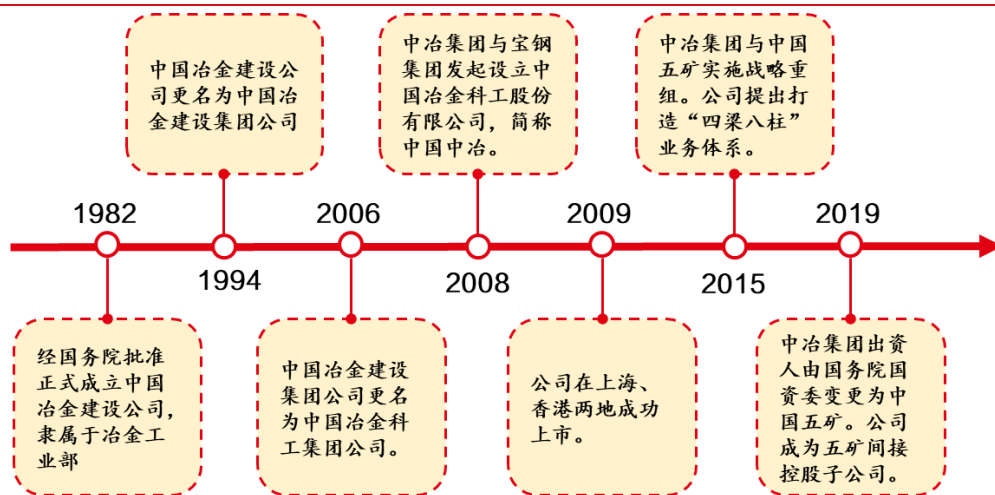 中国冶金建设公
司更名为中国冶
金建设集团公司
中冶集团与宝钢
集团发起设立中
国冶金科工股份
有限公司，简称
中国中冶。
中冶集团与中国
五矿实施战略重
组。公司提出打
造“四梁八柱”
业务体系。
1982
2006
2009
2019
1994
2008
2015
经国务院批准
正式成立中国
冶金建设公司，
隶属于冶金工
业部
中国冶金建设
集团公司更名
为中国冶金科
工集团公司。
公司在上海、
香港两地成功
上市。
中冶集团出资
人由国务院国
资委变更为中
国五矿。公司
成为五矿间接
控股子公司。